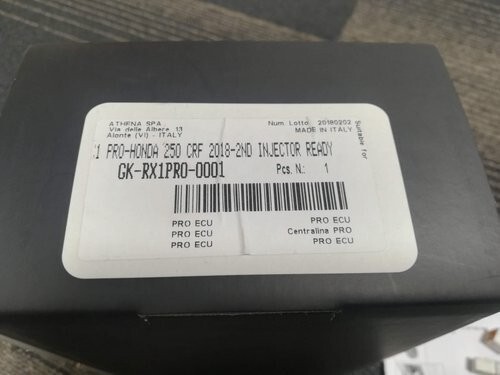 ATHENA SPA
Via delle Albere, 13
Alonte (VI) - ITALY
Num. Lotto: 20180202
MADE IN ITALY
Suitable for
1 PRO-HONDA 250 CRF 2018-2ND INJECTOR READY
GK-RX1PRO-0001 Pcs. N.: 1
PRO ECU PRO ECU
PRO ECU Centralina PRO
PRO ECU PRO ECU